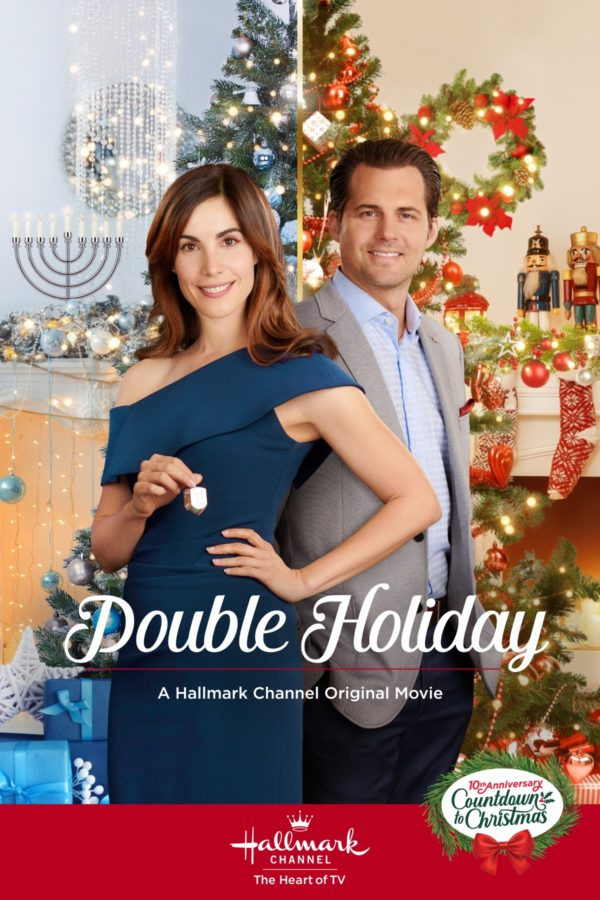 Double Holiday
A Hallmark Channel Original Movie
10th Anniversary
Countdown
to Christmas
Hallmark
CHANNEL
The Heart of TV